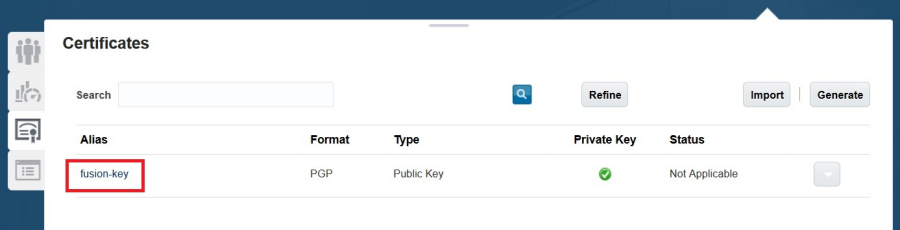 Certificates
Search Refine Import Generate
Alias Format Type Private Key Status
fusion-key PGP Public Key Not Applicable